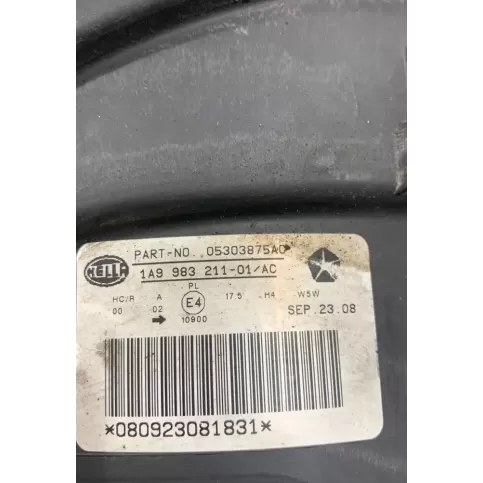 PART-NO. 05303875AC
HELLA
1A9 983 211-01/AC
HC/R A PL 17.5 H4 W5W
00 02 E4 SEP.23.08
→ 10900
*080923081831*